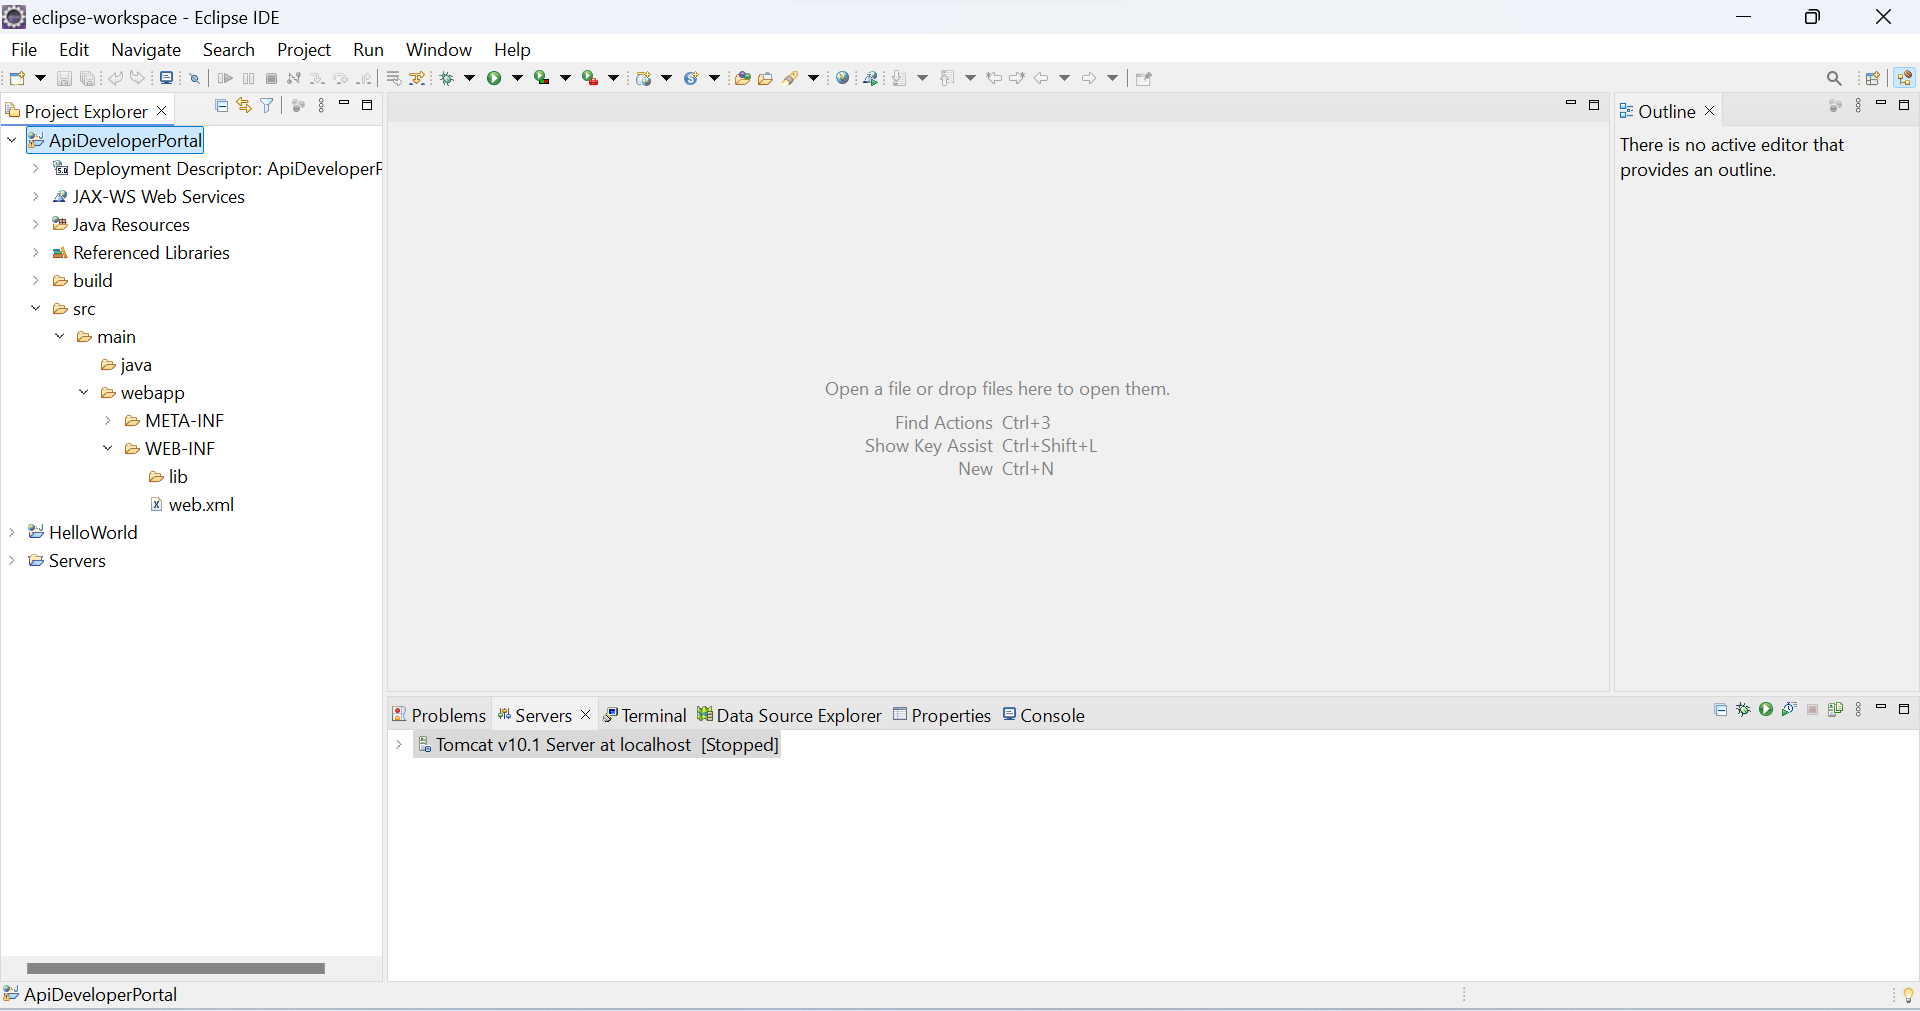 eclipse-workspace - Eclipse IDE
File Edit Navigate Search Project Run Window Help
Project Explorer
ApiDeveloperPortal
Deployment Descriptor: ApiDeveloperP
JAX-WS Web Services
Java Resources
Referenced Libraries
build
src
main
java
webapp
META-INF
WEB-INF
lib
web.xml
HelloWorld
Servers
Open a file or drop files here to open them.
Find Actions Ctrl+3
Show Key Assist Ctrl+Shift+L
New Ctrl+N
Outline
There is no active editor that
provides an outline.
Problems Servers Terminal Data Source Explorer Properties Console
Tomcat v10.1 Server at localhost [Stopped]
ApiDeveloperPortal